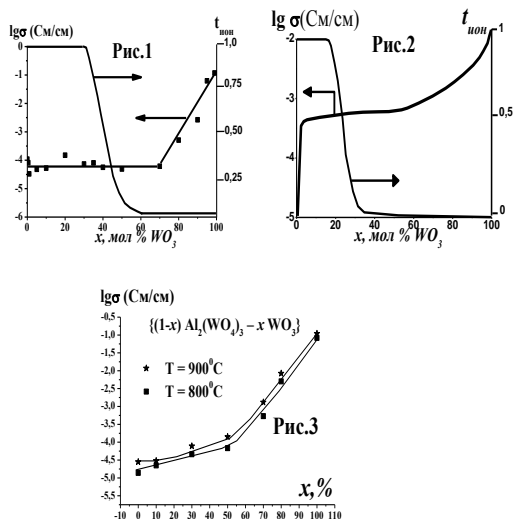 lg σ (См/см)
t ион
Рис.1
0
-1
-2
-3
-4
-5
-6
1,0
0,75
0,50
0,25
0 20 40 60 80 100
x, мол % WO3
lg σ(См/см)
t ион
Рис.2
-2
-3
-4
-5
1
0,5
0
0 20 40 60 80 100
x, мол % WO3
lgσ (См/см)
{(1-x) Al2(WO4)3 – x WO3}
T = 900⁰C
T = 800⁰C
Рис.3
-0,5
-1,0
-1,5
-2,0
-2,5
-3,0
-3,5
-4,0
-4,5
-5,0
-5,5
x,%
-10 0 10 20 30 40 50 60 70 80 90 100 110